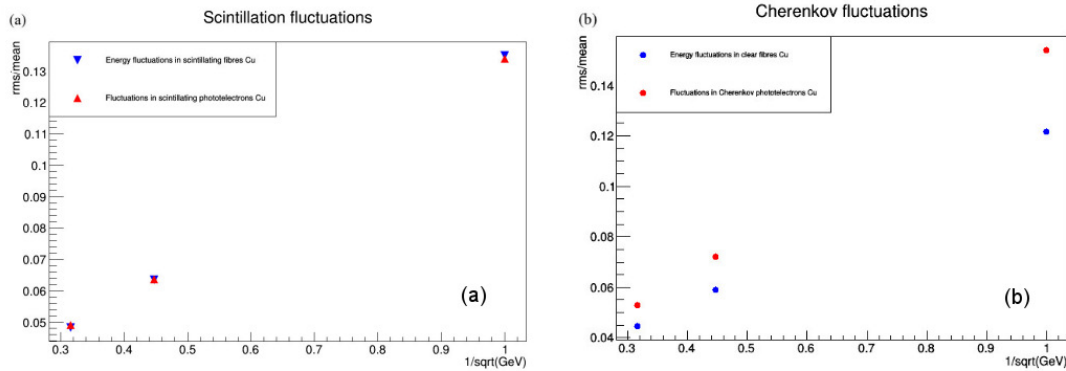 (a)
Scintillation fluctuations
rms/mean
Energy fluctuations in scintillating fibres Cu
Fluctuations in scintillating phototelectrons Cu
0.13
0.12
0.11
0.1
0.09
0.08
0.07
0.06
0.05
(a)
0.3 0.4 0.5 0.6 0.7 0.8 0.9 1
1/sqrt(GeV)
(b)
Cherenkov fluctuations
rms/mean
Energy fluctuations in clear fibres Cu
Fluctuations in Cherenkov phototelectrons Cu
0.14
0.12
0.1
0.08
0.06
0.04
(b)
0.3 0.4 0.5 0.6 0.7 0.8 0.9 1
1/sqrt(GeV)